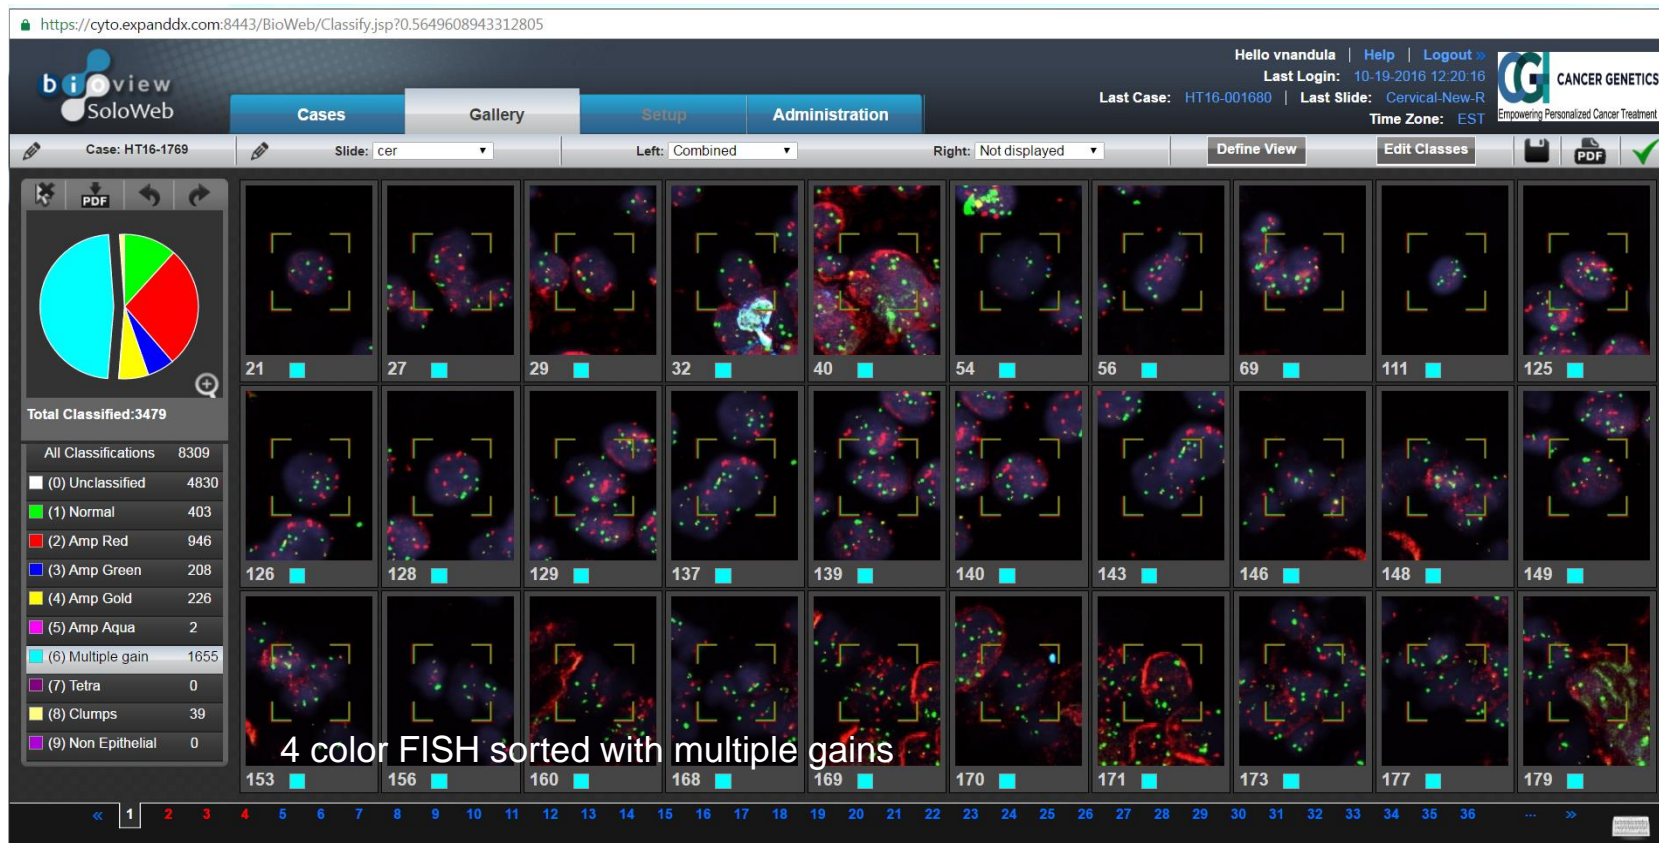 https://cyto.expanddx.com:8443/BioWeb/Classify.jsp?0.5649608943312805
Hello vnandula | Help | Logout »
Last Login: 10-19-2016 12:20:16
Last Case: HT16-001680 | Last Slide: Cervical-New-R
Time Zone: EST
bioview
SoloWeb
CGI CANCER GENETICS
Empowering Personalized Cancer Treatment
Cases Gallery Setup Administration
Case: HT16-1769 Slide: cer Left: Combined Right: Not displayed Define View Edit Classes PDF
PDF
Total Classified:3479
All Classifications 8309
(0) Unclassified 4830
(1) Normal 403
(2) Amp Red 946
(3) Amp Green 208
(4) Amp Gold 226
(5) Amp Aqua 2
(6) Multiple gain 1655
(7) Tetra 0
(8) Clumps 39
(9) Non Epithelial 0
21 27 29 32 40 54 56 69 111 125
126 128 129 137 139 140 143 146 148 149
4 color FISH sorted with multiple gains
153 156 160 168 169 170 171 173 177 179
« 1 2 3 4 5 6 7 8 9 10 11 12 13 14 15 16 17 18 19 20 21 22 23 24 25 26 27 28 29 30 31 32 33 34 35 36 ... »